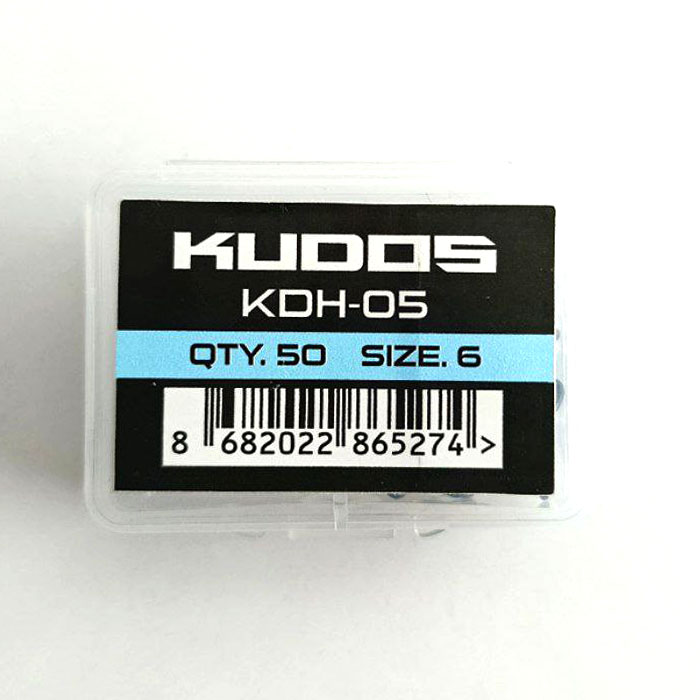 KUDOS
KDH-05
QTY. 50 SIZE. 6
8 682022 865274 >